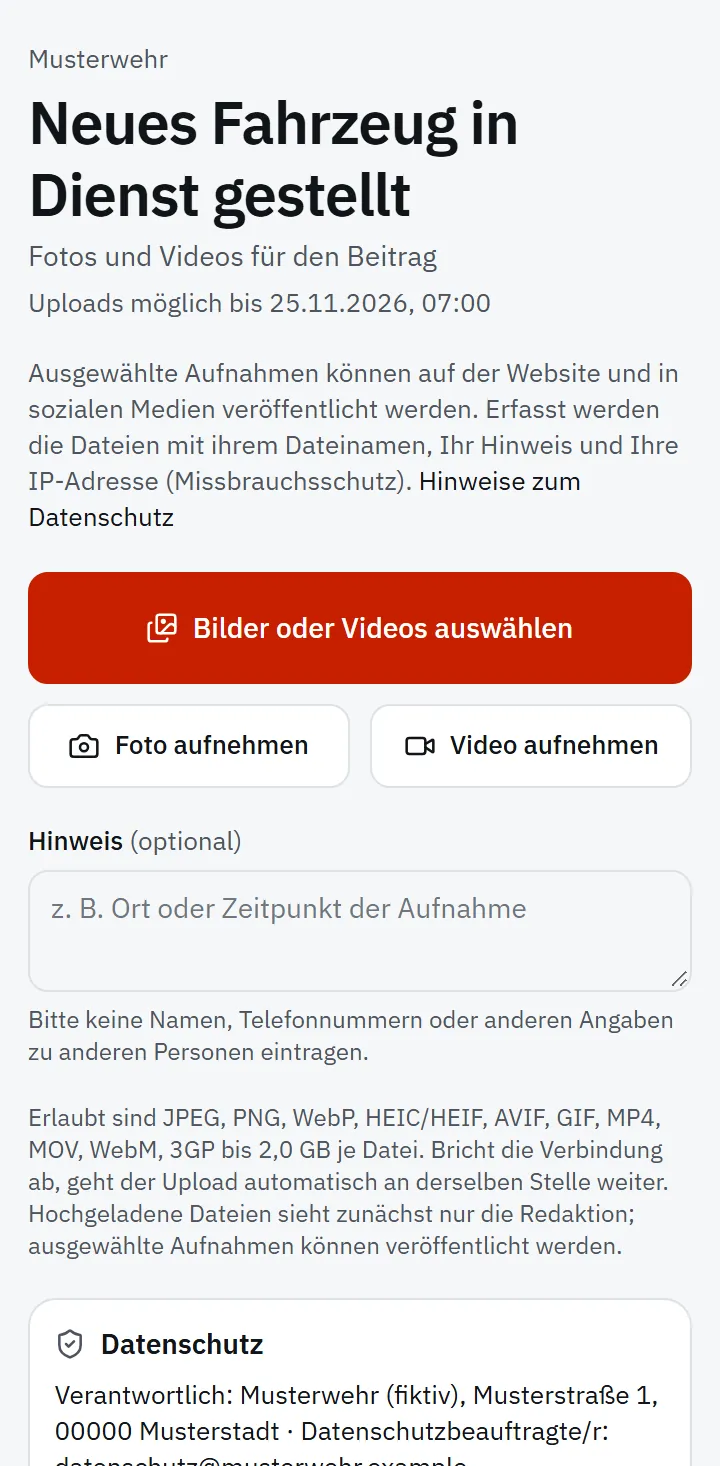 Musterwehr
Neues Fahrzeug in
Dienst gestellt
Fotos und Videos für den Beitrag
Uploads möglich bis 25.11.2026, 07:00
Ausgewählte Aufnahmen können auf der Website und in
sozialen Medien veröffentlicht werden. Erfasst werden
die Dateien mit ihrem Dateinamen, Ihr Hinweis und Ihre
IP-Adresse (Missbrauchsschutz). Hinweise zum
Datenschutz
Bilder oder Videos auswählen
Foto aufnehmen
Video aufnehmen
Hinweis (optional)
z. B. Ort oder Zeitpunkt der Aufnahme
Bitte keine Namen, Telefonnummern oder anderen Angaben
zu anderen Personen eintragen.
Erlaubt sind JPEG, PNG, WebP, HEIC/HEIF, AVIF, GIF, MP4,
MOV, WebM, 3GP bis 2,0 GB je Datei. Bricht die Verbindung
ab, geht der Upload automatisch an derselben Stelle weiter.
Hochgeladene Dateien sieht zunächst nur die Redaktion;
ausgewählte Aufnahmen können veröffentlicht werden.
Datenschutz
Verantwortlich: Musterwehr (fiktiv), Musterstraße 1,
00000 Musterstadt · Datenschutzbeauftragte/r:
datenschutz@musterwehr.example